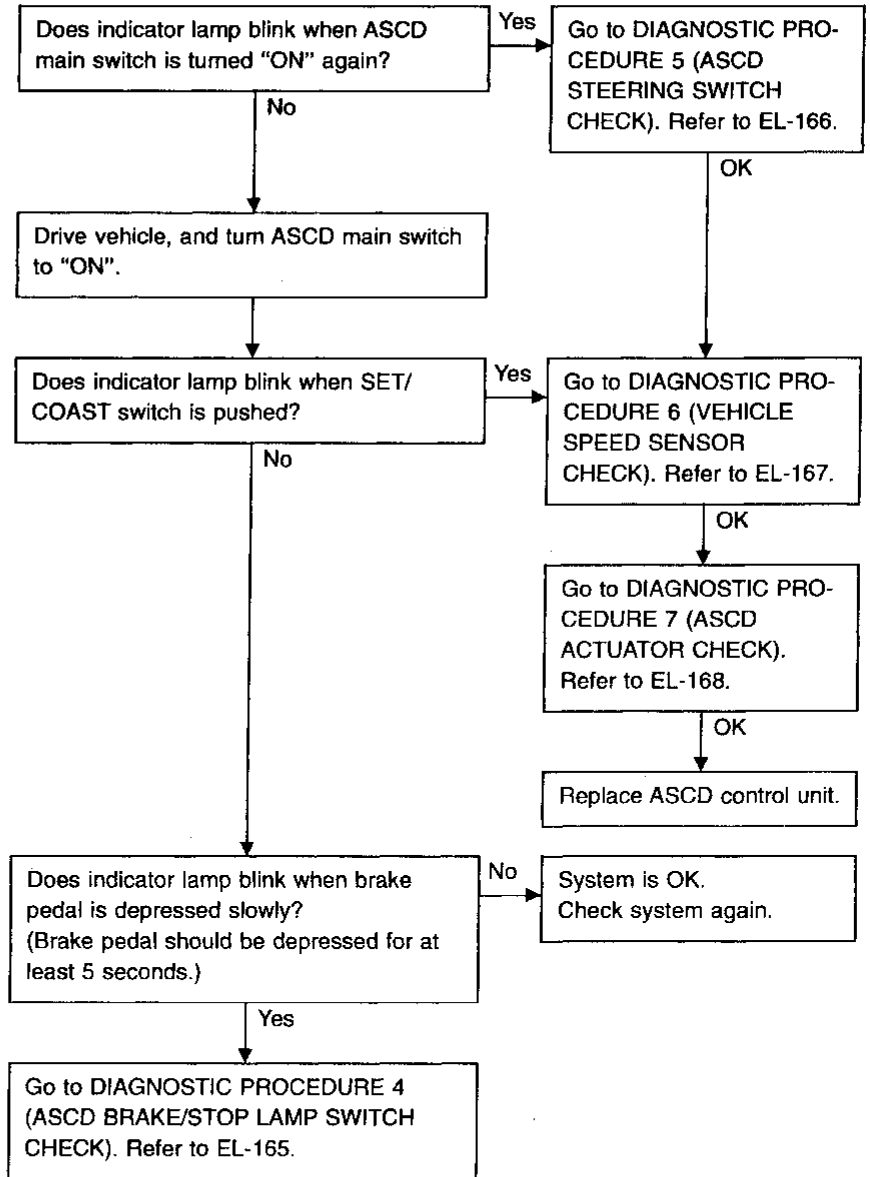 Does indicator lamp blink when ASCD
main switch is turned “ON” again?
Yes
Go to DIAGNOSTIC PRO-
CEDURE 5 (ASCD
STEERING SWITCH
CHECK). Refer to EL-166.
No
OK
Drive vehicle, and turn ASCD main switch
to “ON”.
Does indicator lamp blink when SET/
COAST switch is pushed?
Yes
Go to DIAGNOSTIC PRO-
CEDURE 6 (VEHICLE
SPEED SENSOR
CHECK). Refer to EL-167.
No
OK
Go to DIAGNOSTIC PRO-
CEDURE 7 (ASCD
ACTUATOR CHECK).
Refer to EL-168.
OK
Replace ASCD control unit.
Does indicator lamp blink when brake
pedal is depressed slowly?
(Brake pedal should be depressed for at
least 5 seconds.)
No
System is OK.
Check system again.
Yes
Go to DIAGNOSTIC PROCEDURE 4
(ASCD BRAKE/STOP LAMP SWITCH
CHECK). Refer to EL-165.